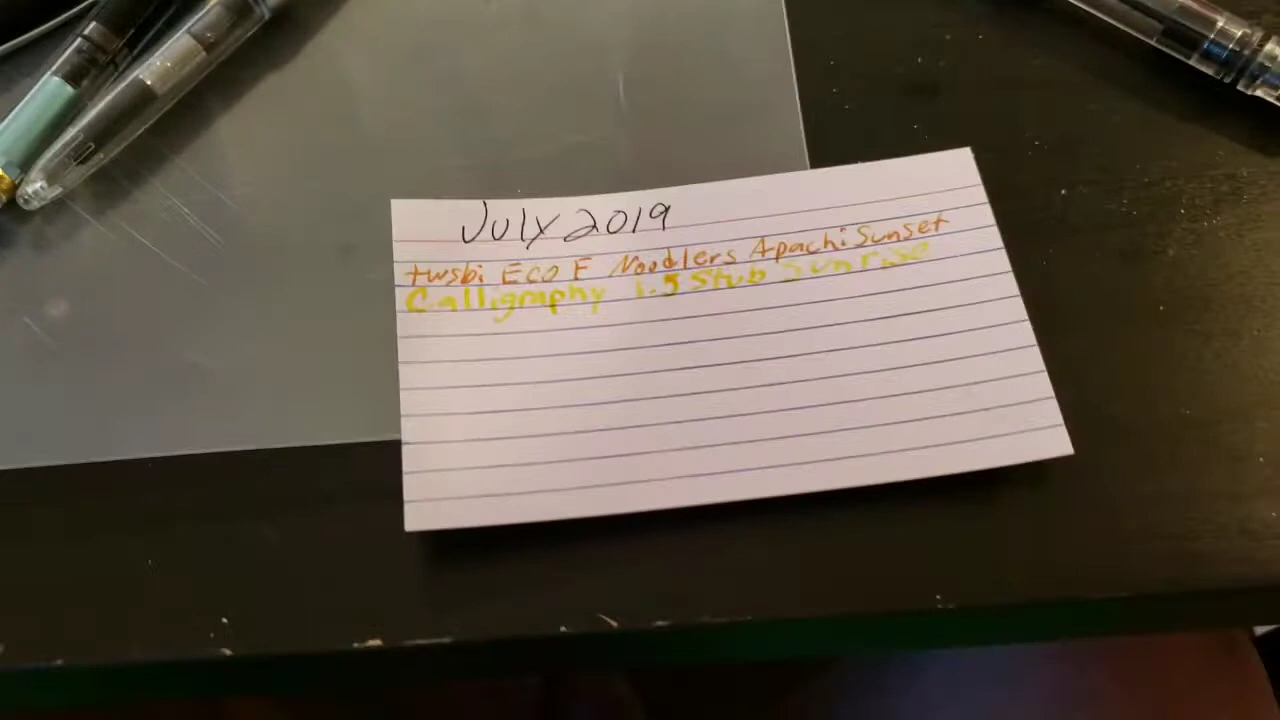 July 2019
twsbi ECO F Noodlers Apachi Sunset
Calligraphy 1.5 Stub Sunrise